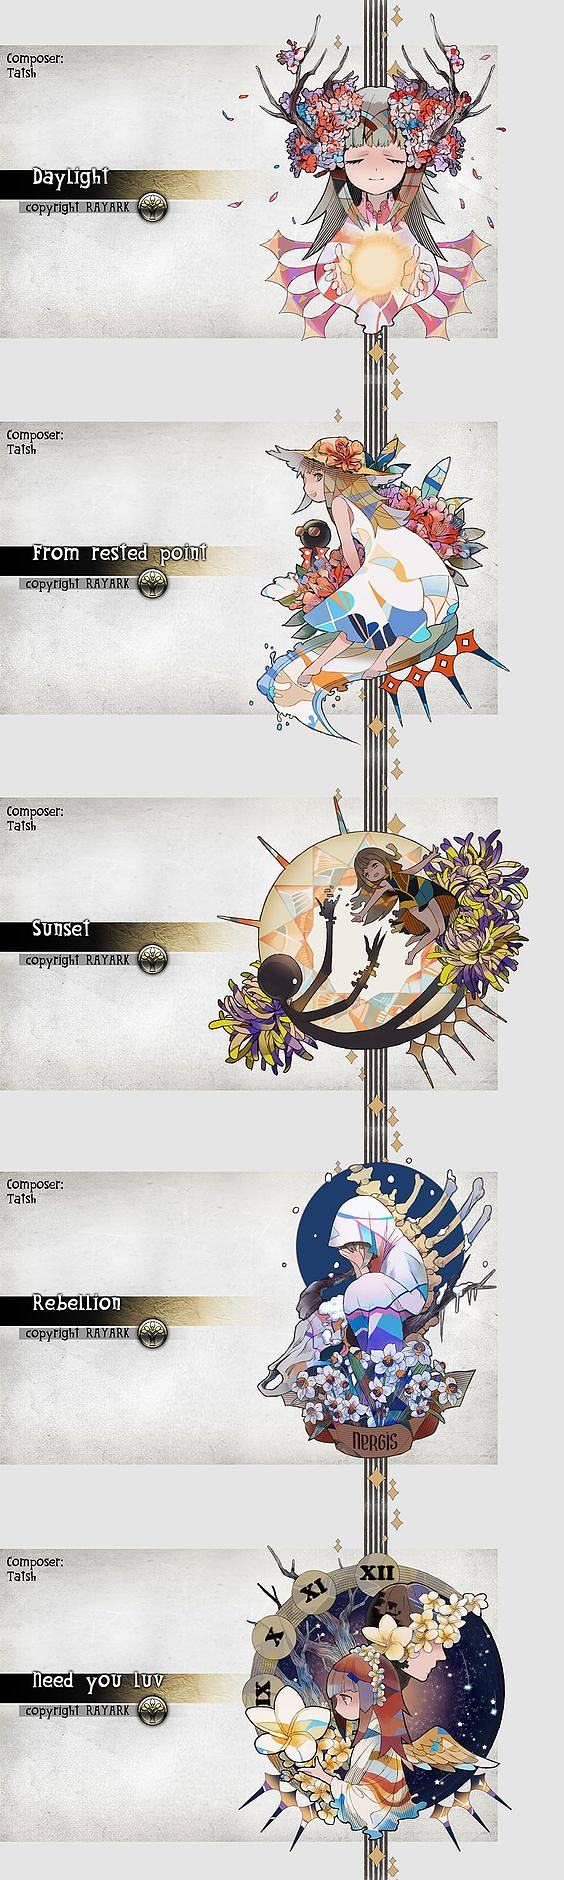 Composer:
Tatsh
Daylight
copyright RAYARK
Composer:
Tatsh
From rested point
copyright RAYARK
Composer:
Tatsh
Sunset
copyright RAYARK
Composer:
Tatsh
Rebellion
copyright RAYARK
NERGIS
Composer:
Tatsh
XII
XI
X
IX
Need you luv
copyright RAYARK